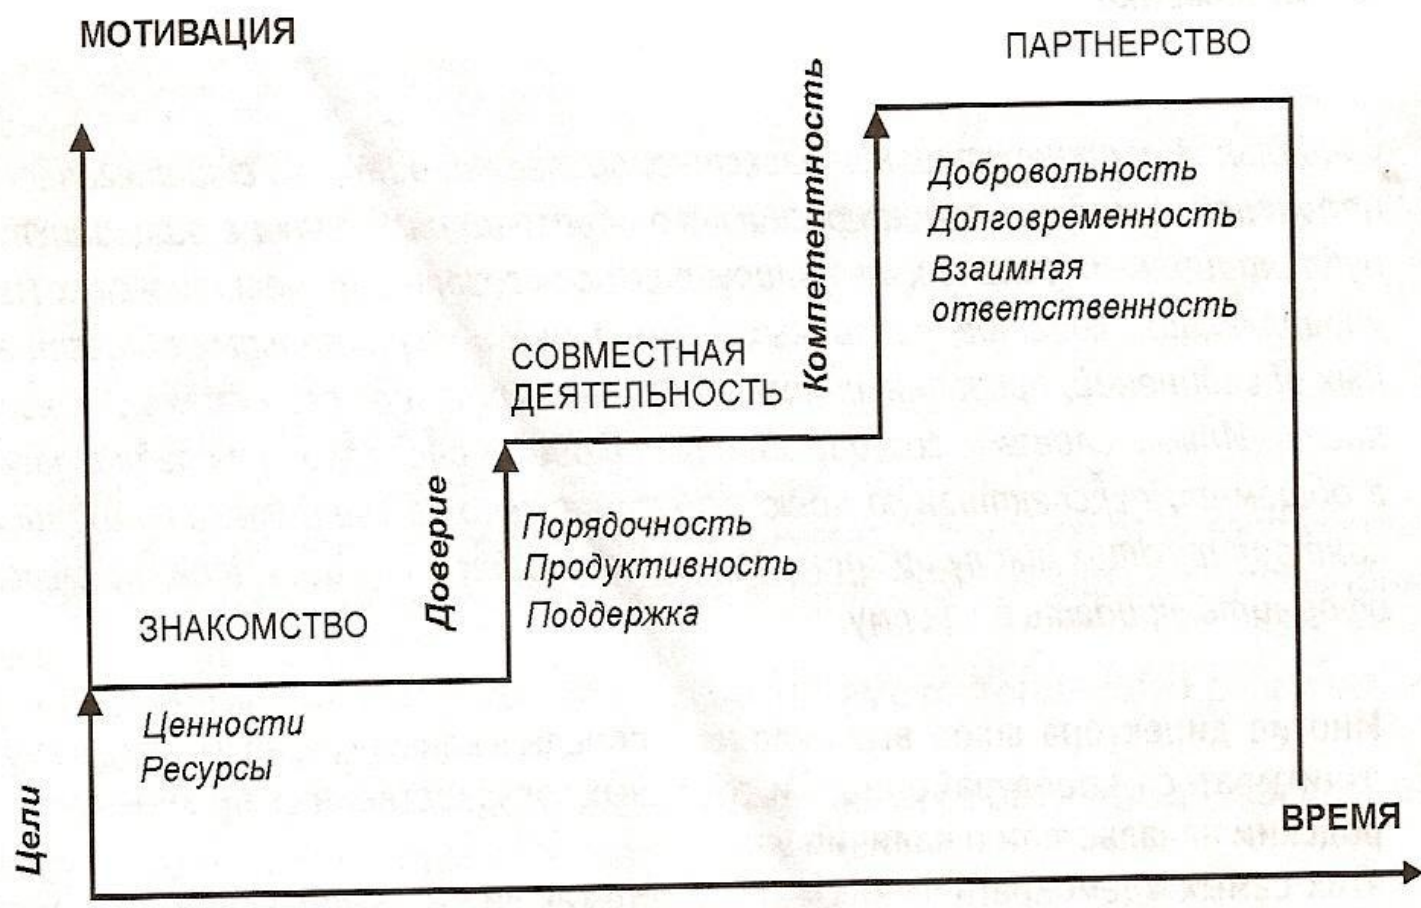 МОТИВАЦИЯ
ПАРТНЕРСТВО
Компетентность
Добровольность
Долговременность
Взаимная
ответственность
СОВМЕСТНАЯ
ДЕЯТЕЛЬНОСТЬ
Доверие
Порядочность
Продуктивность
Поддержка
ЗНАКОМСТВО
Ценности
Ресурсы
Цели
ВРЕМЯ